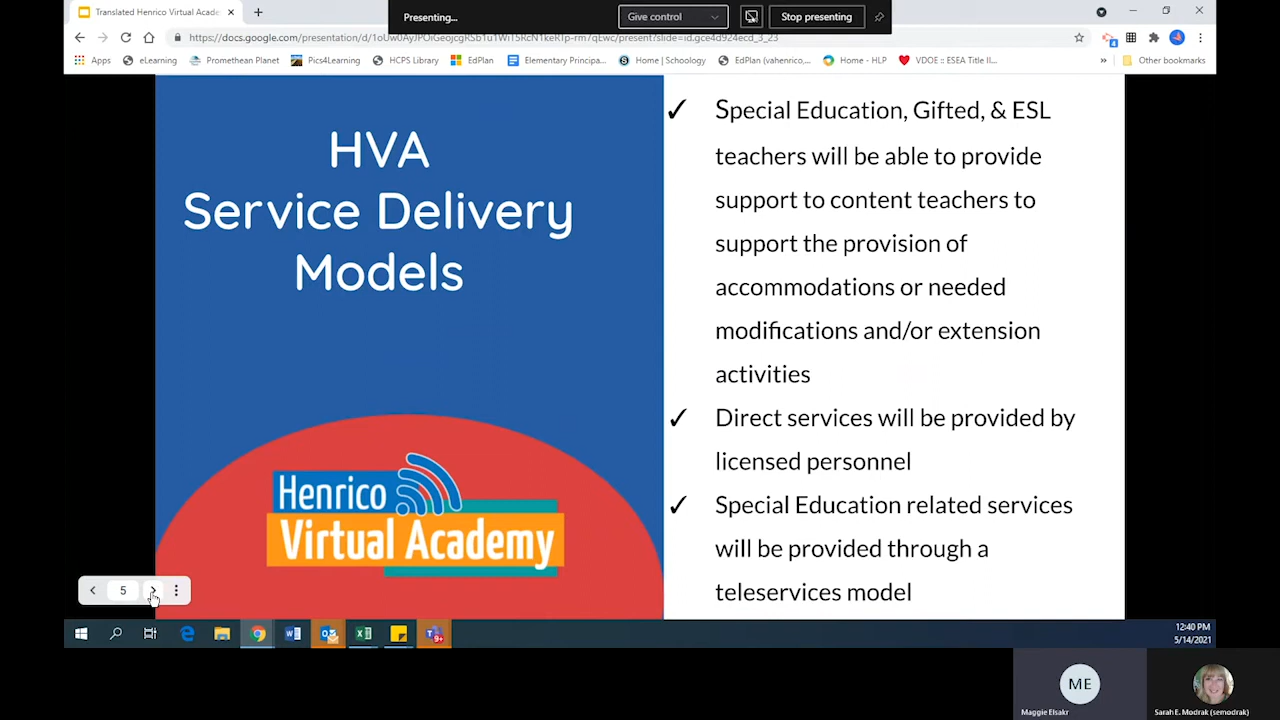 Translated Henrico Virtual Acade
Presenting...
Give control
Stop presenting
Apps
eLearning
Promethean Planet
Pics4Learning
HCPS Library
EdPlan
Elementary Principa...
Home | Schoology
EdPlan (vahenrico,...
Home - HLP
VDOE :: ESEA Title II...
Other bookmarks
HVA
Service Delivery
Models
Henrico
Virtual Academy
✓ Special Education, Gifted, & ESL
teachers will be able to provide
support to content teachers to
support the provision of
accommodations or needed
modifications and/or extension
activities
✓ Direct services will be provided by
licensed personnel
✓ Special Education related services
will be provided through a
teleservices model
5
12:40 PM
5/14/2021
ME
Maggie Elsakr
Sarah E. Modrak (semodrak)